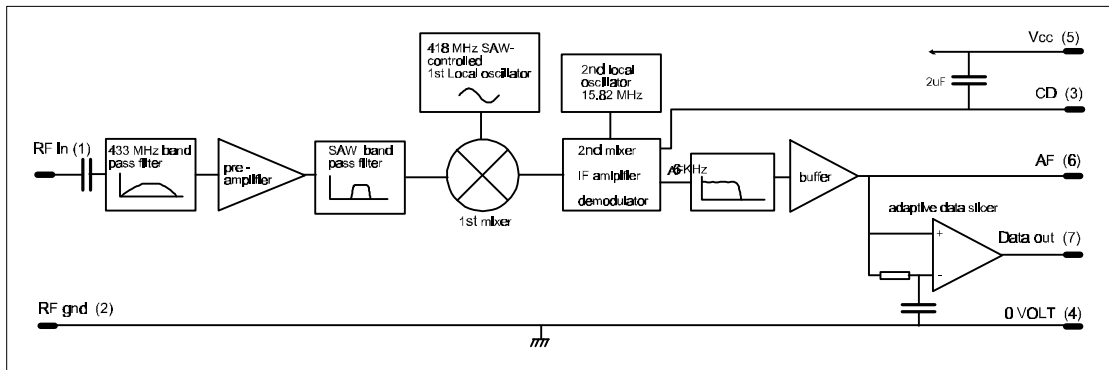 418 MHz SAW-
controlled
1st Local oscillator
2nd local
oscillator
15.82 MHz
Vcc (5)
2uF
CD (3)
RF In (1)
433 MHz band
pass filter
pre-
amplifier
SAW band
pass filter
1st mixer
2nd mixer
IF amiplifier
demodulator
buffer
AF (6)
adaptive data slicer
+
-
Data out (7)
RF gnd (2)
0 VOLT (4)